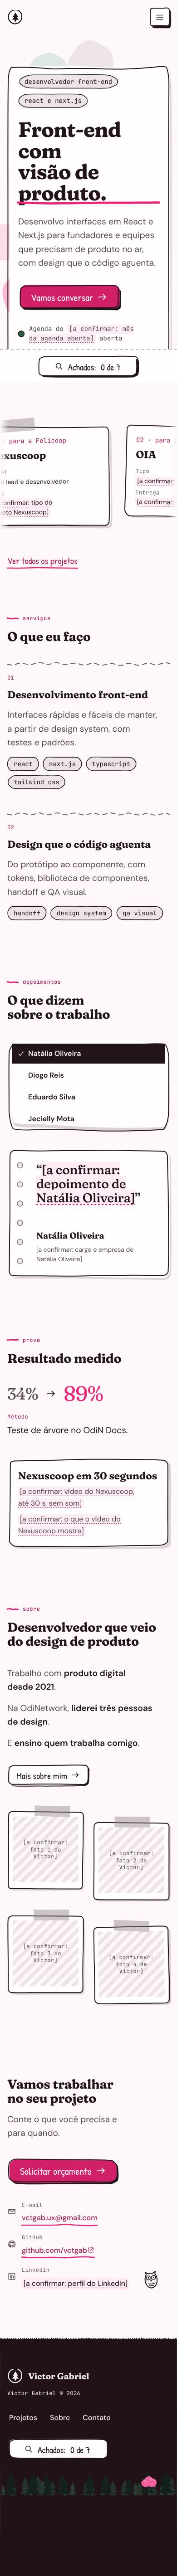 desenvolvedor front-end
react e next.js
Front-end
com
visão de
produto.
Desenvolvo interfaces em React e
Next.js para fundadores e equipes
que precisam de produto no ar,
com design que o código aguenta.
Vamos conversar →
Agenda de [a confirmar: mês
da agenda aberta] aberta
Achados: 0 de 7
para a Felicoop
exuscoop
lead e desenvolvedor
confirmar: tipo do
eto Nexuscoop]
02 · para
OIA
Tipo
[a confirmar:
Entrega
[a confirmar:
Ver todos os projetos
serviços
O que eu faço
01
Desenvolvimento front-end
Interfaces rápidas e fáceis de manter,
a partir de design system, com
testes e padrões.
react
next.js
typescript
tailwind css
02
Design que o código aguenta
Do protótipo ao componente, com
tokens, biblioteca de componentes,
handoff e QA visual.
handoff
design system
qa visual
depoimentos
O que dizem
sobre o trabalho
✓ Natália Oliveira
Diogo Reis
Eduardo Silva
Jecielly Mota
“[a confirmar:
depoimento de
Natália Oliveira]”
Natália Oliveira
[a confirmar: cargo e empresa de
Natália Oliveira]
prova
Resultado medido
34% → 89%
Método
Teste de árvore no OdiN Docs.
Nexuscoop em 30 segundos
[a confirmar: vídeo do Nexuscoop,
até 30 s, sem som]
[a confirmar: o que o vídeo do
Nexuscoop mostra]
sobre
Desenvolvedor que veio
do design de produto
Trabalho com produto digital
desde 2021.
Na OdiNetwork, liderei três pessoas
de design.
E ensino quem trabalha comigo.
Mais sobre mim →
[a confirmar:
foto 1 de
Victor]
[a confirmar:
foto 2 de
Victor]
[a confirmar:
foto 3 de
Victor]
[a confirmar:
foto 4 de
Victor]
Vamos trabalhar
no seu projeto
Conte o que você precisa e
para quando.
Solicitar orçamento →
E-mail
vctgab.ux@gmail.com
GitHub
github.com/vctgab
LinkedIn
[a confirmar: perfil do LinkedIn]
Victor Gabriel
Victor Gabriel © 2026
Projetos
Sobre
Contato
Achados: 0 de 7